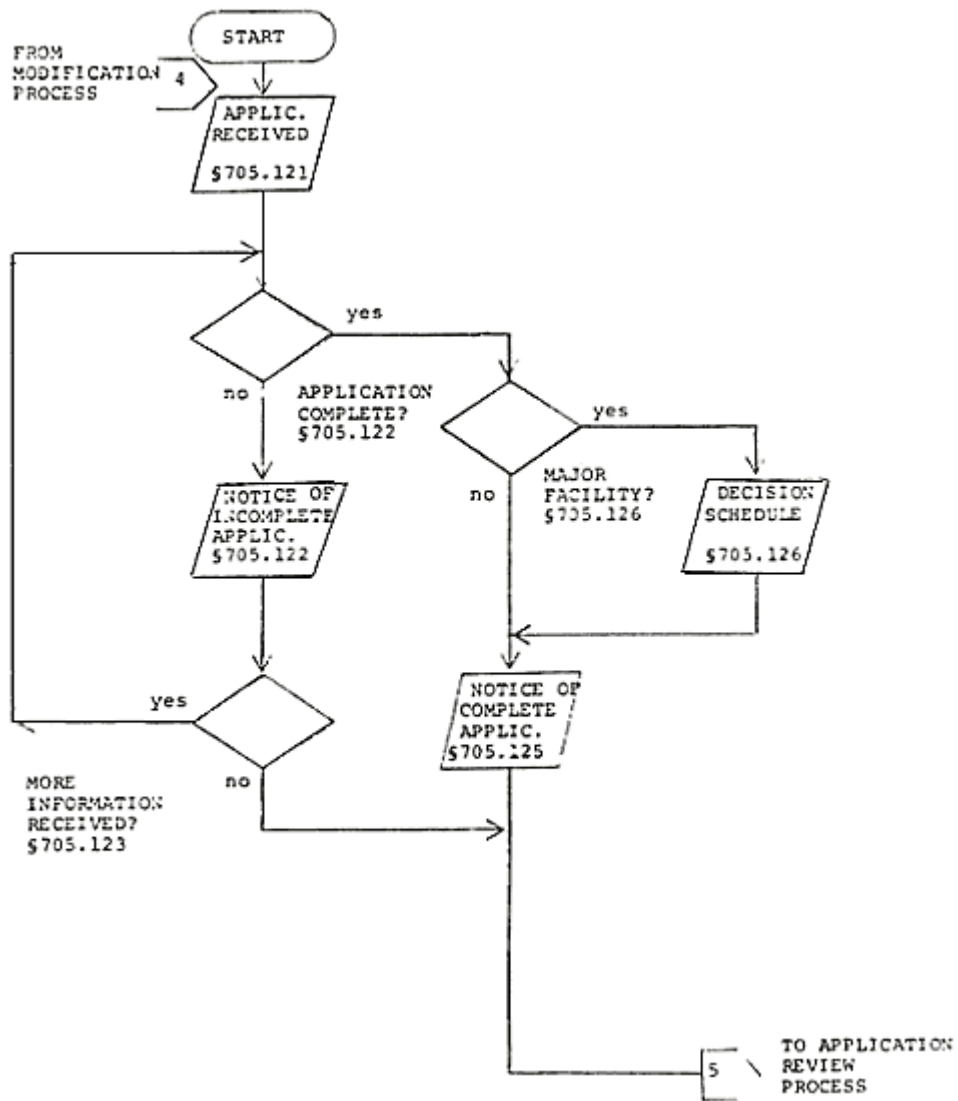 START
FROM
MODIFICATION
PROCESS
4
APPLIC.
RECEIVED
§705.121
yes
no
APPLICATION
COMPLETE?
§705.122
yes
no
MAJOR
FACILITY?
§705.126
NOTICE OF
INCOMPLETE
APPLIC.
§705.122
DECISION
SCHEDULE
§705.126
yes
no
NOTICE OF
COMPLETE
APPLIC.
§705.125
MORE
INFORMATION
RECEIVED?
§705.123
5
TO APPLICATION
REVIEW
PROCESS